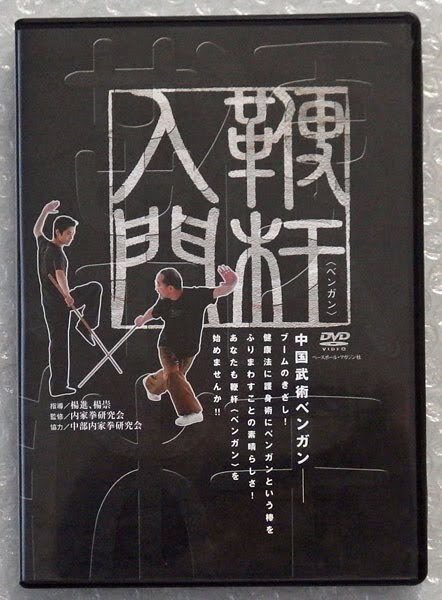 鞭杆
入門
(ベンガン)
DVD
VIDEO
ベースボール・マガジン社
中国武術ベンガン──
ブームのきざし!
健康法に護身術にベンガンという棒を
ふりまわすことの素晴らしさ!
あなたも鞭杆(ベンガン)を
始めませんか!!
指導/楊進、楊崇
監修/内家拳研究会
協力/中部内家拳研究会